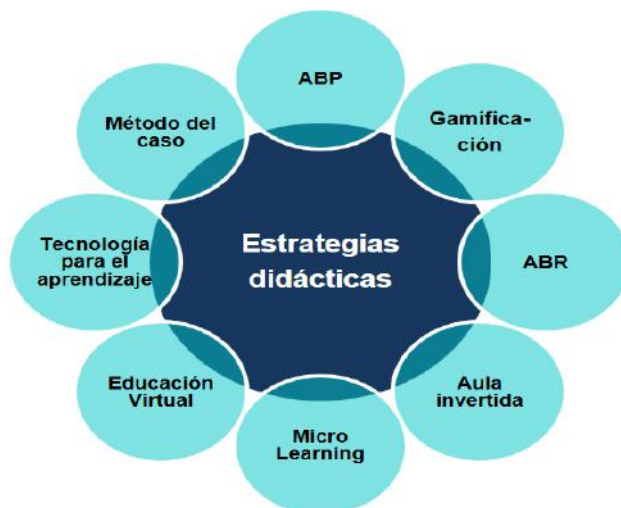 ABP
Gamifica-
ción
ABR
Aula
invertida
Micro
Learning
Educación
Virtual
Tecnología
para el
aprendizaje
Método del
caso
Estrategias
didácticas